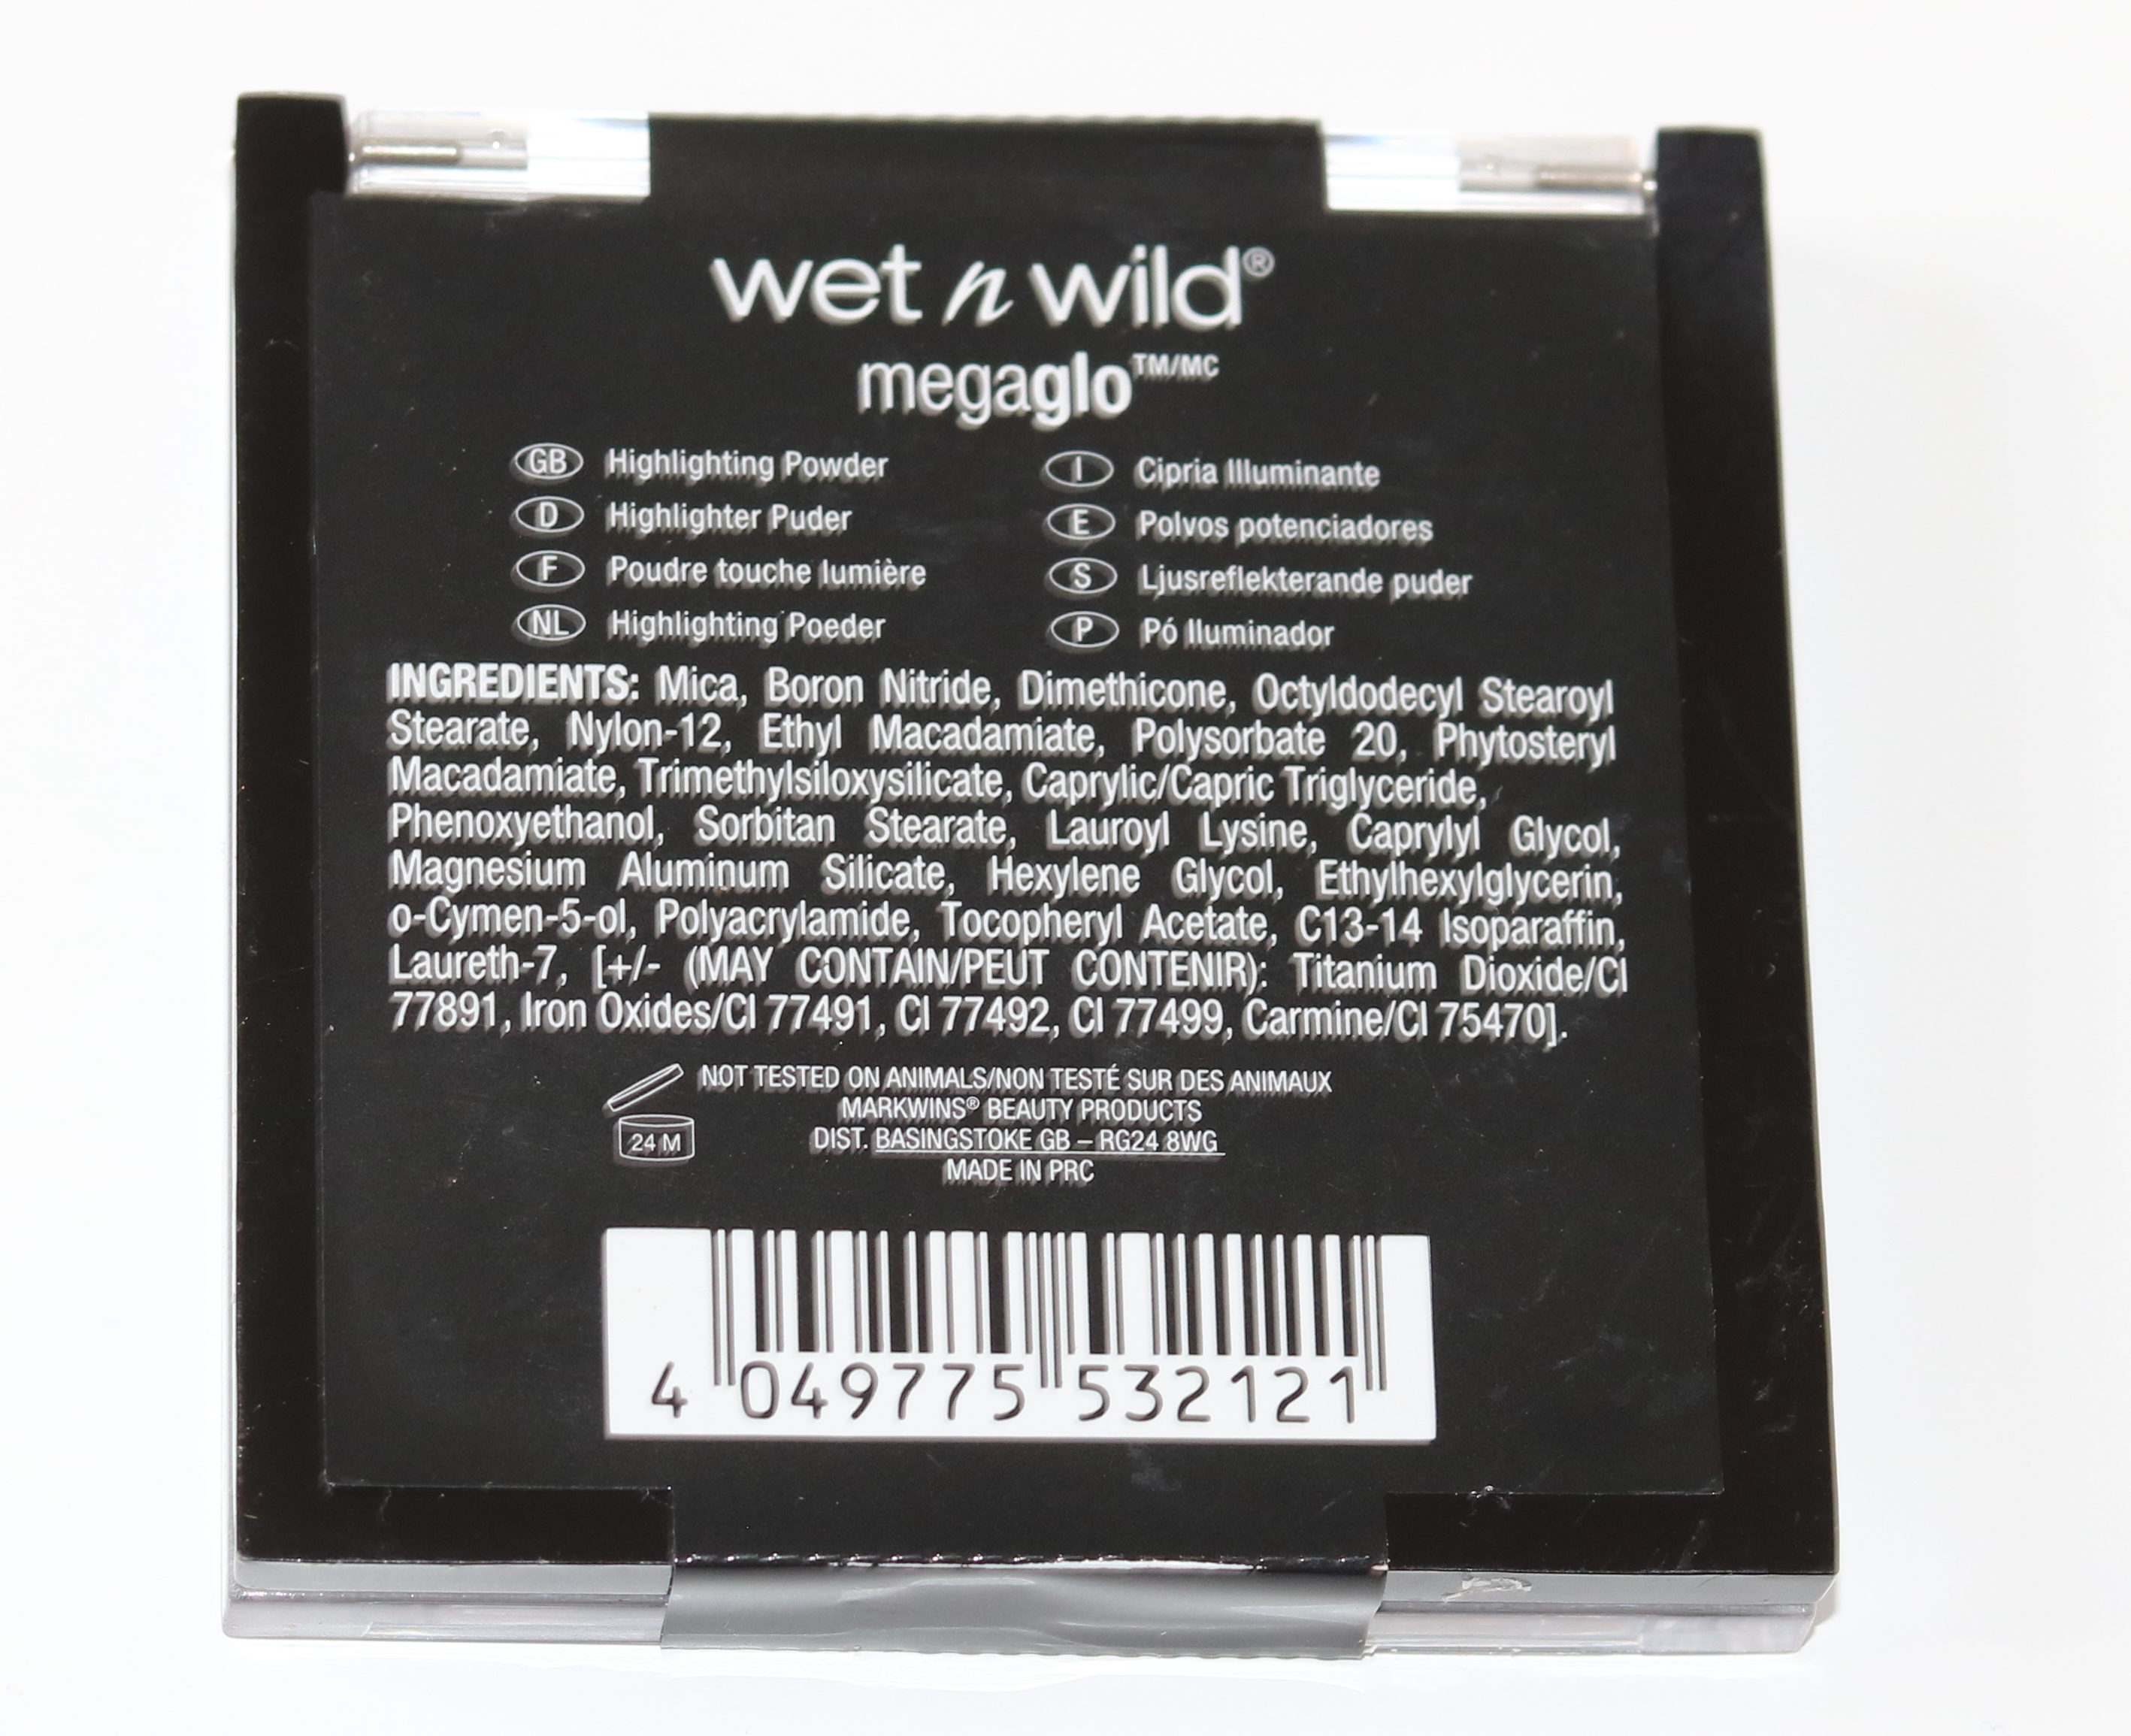 wet n wild®
megaglo™/MC
GB Highlighting Powder
D Highlighter Puder
F Poudre touche lumière
NL Highlighting Poeder
I Cipria Illuminante
E Polvos potenciadores
S Ljusreflekterande puder
P Pó Iluminador
INGREDIENTS: Mica, Boron Nitride, Dimethicone, Octyldodecyl Stearoyl
Stearate, Nylon-12, Ethyl Macadamiate, Polysorbate 20, Phytosteryl
Macadamiate, Trimethylsiloxysilicate, Caprylic/Capric Triglyceride,
Phenoxyethanol, Sorbitan Stearate, Lauroyl Lysine, Caprylyl Glycol,
Magnesium Aluminum Silicate, Hexylene Glycol, Ethylhexylglycerin,
o-Cymen-5-ol, Polyacrylamide, Tocopheryl Acetate, C13-14 Isoparaffin,
Laureth-7, [+/- (MAY CONTAIN/PEUT CONTENIR): Titanium Dioxide/CI
77891, Iron Oxides/CI 77491, CI 77492, CI 77499, Carmine/CI 75470].
NOT TESTED ON ANIMALS/NON TESTÉ SUR DES ANIMAUX
MARKWINS® BEAUTY PRODUCTS
DIST. BASINGSTOKE GB – RG24 8WG
MADE IN PRC
24 M
4 049775 532121